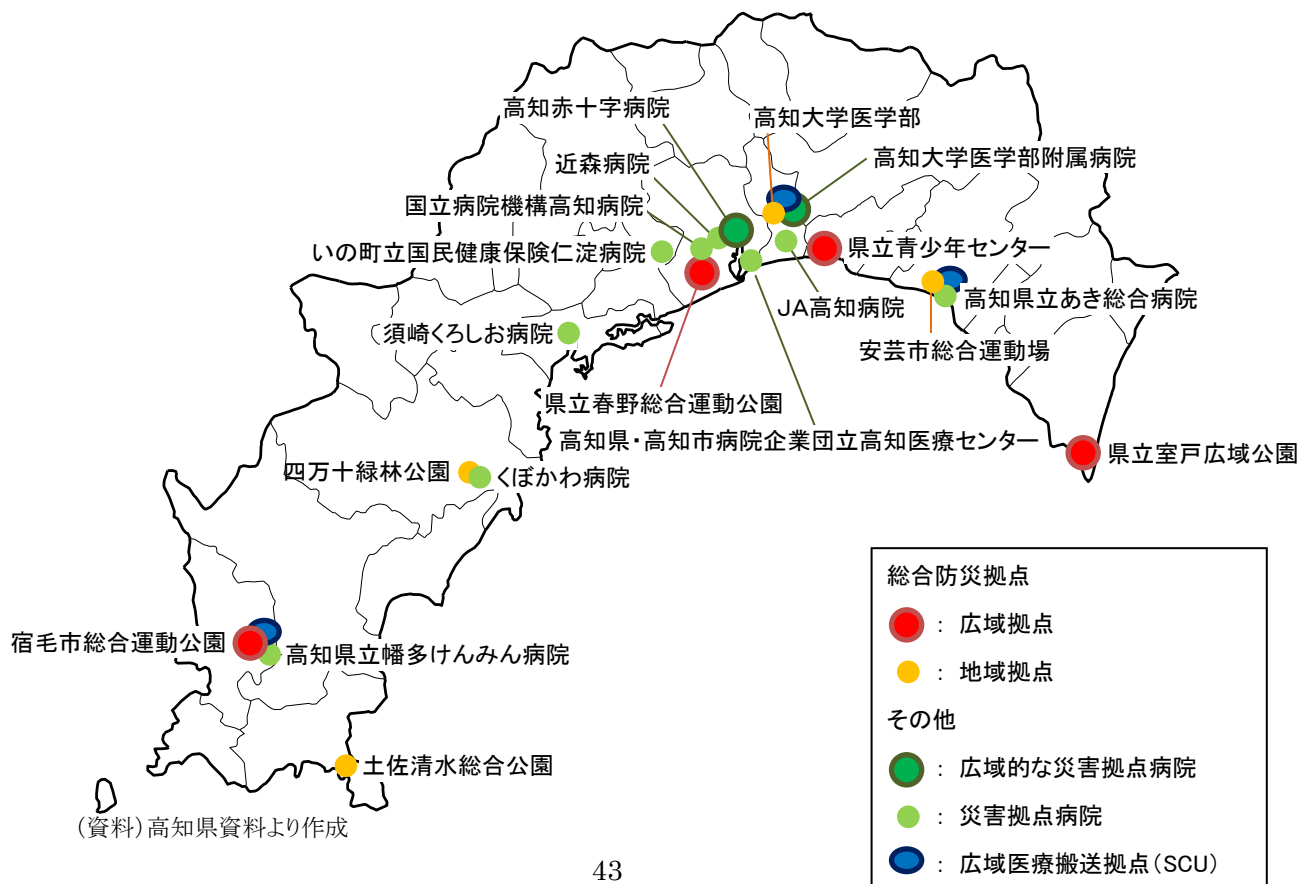 高知赤十字病院
高知大学医学部
近森病院
高知大学医学部附属病院
国立病院機構高知病院
いの町立国民健康保険仁淀病院
県立青少年センター
JA高知病院
高知県立あき総合病院
須崎くろしお病院
安芸市総合運動場
県立春野総合運動公園
高知県・高知市病院企業団立高知医療センター
県立室戸広域公園
四万十緑林公園
くぼかわ病院
宿毛市総合運動公園
高知県立幡多けんみん病院
土佐清水総合公園
総合防災拠点
： 広域拠点
： 地域拠点
その他
： 広域的な災害拠点病院
： 災害拠点病院
： 広域医療搬送拠点（SCU）
（資料）高知県資料より作成
43